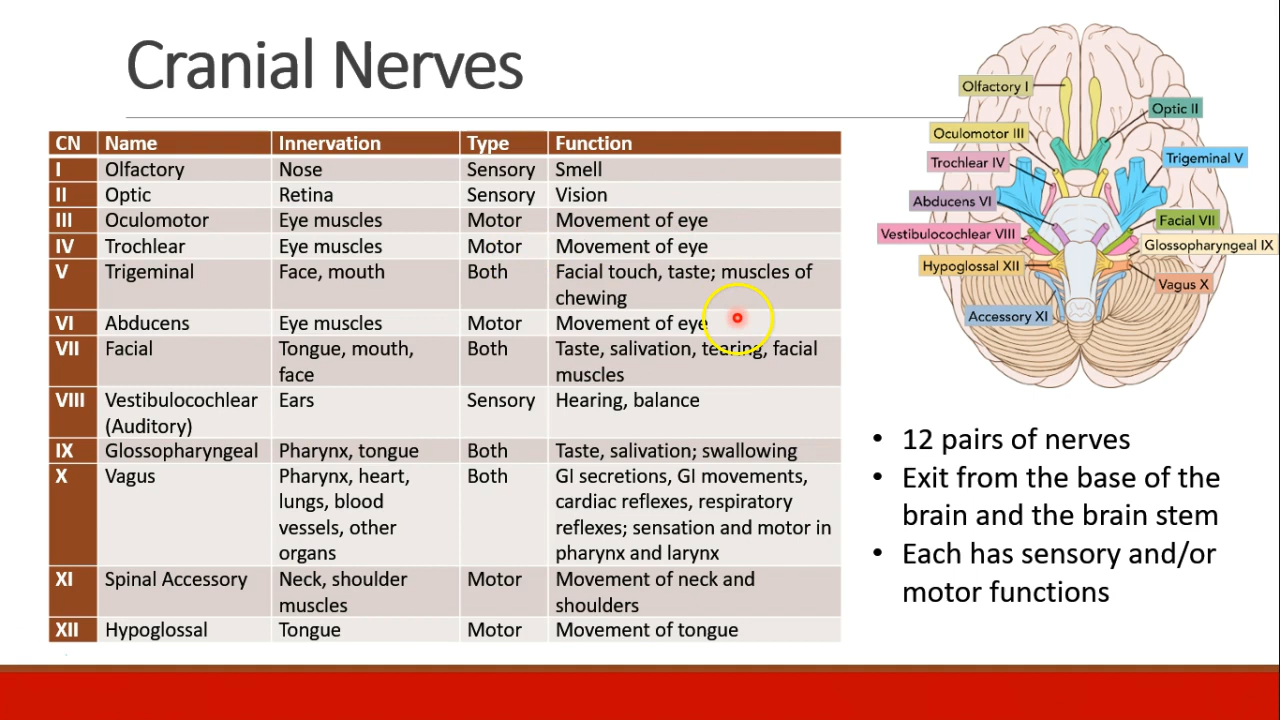 Cranial Nerves
CN Name Innervation Type Function
I Olfactory Nose Sensory Smell
II Optic Retina Sensory Vision
III Oculomotor Eye muscles Motor Movement of eye
IV Trochlear Eye muscles Motor Movement of eye
V Trigeminal Face, mouth Both Facial touch, taste; muscles of
chewing
VI Abducens Eye muscles Motor Movement of eye
VII Facial Tongue, mouth, Both Taste, salivation, tearing, facial
face muscles
VIII Vestibulocochlear Ears Sensory Hearing, balance
(Auditory)
IX Glossopharyngeal Pharynx, tongue Both Taste, salivation; swallowing
X Vagus Pharynx, heart, Both GI secretions, GI movements,
lungs, blood cardiac reflexes, respiratory
vessels, other reflexes; sensation and motor in
organs pharynx and larynx
XI Spinal Accessory Neck, shoulder Motor Movement of neck and
muscles shoulders
XII Hypoglossal Tongue Motor Movement of tongue
Olfactory I
Optic II
Oculomotor III
Trochlear IV
Trigeminal V
Abducens VI
Facial VII
Vestibulocochlear VIII
Glossopharyngeal IX
Hypoglossal XII
Vagus X
Accessory XI
• 12 pairs of nerves
• Exit from the base of the
brain and the brain stem
• Each has sensory and/or
motor functions